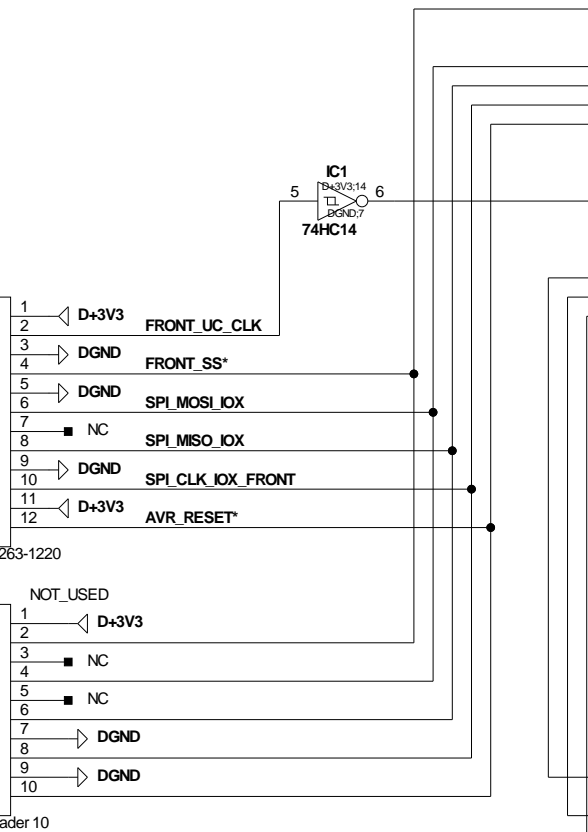 IC1
5
D+3V3;14
6
DGND;7
74HC14
1
D+3V3
2
FRONT_UC_CLK
3
DGND
4
FRONT_SS*
5
DGND
6
SPI_MOSI_IOX
7
NC
8
SPI_MISO_IOX
9
DGND
10
SPI_CLK_IOX_FRONT
11
D+3V3
12
AVR_RESET*
263-1220
NOT_USED
1
D+3V3
2
3
NC
4
5
NC
6
7
DGND
8
9
DGND
10
ader 10